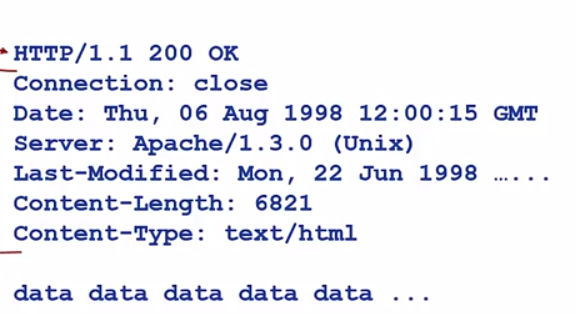 HTTP/1.1 200 OK
Connection: close
Date: Thu, 06 Aug 1998 12:00:15 GMT
Server: Apache/1.3.0 (Unix)
Last-Modified: Mon, 22 Jun 1998 …...
Content-Length: 6821
Content-Type: text/html

data data data data data ...